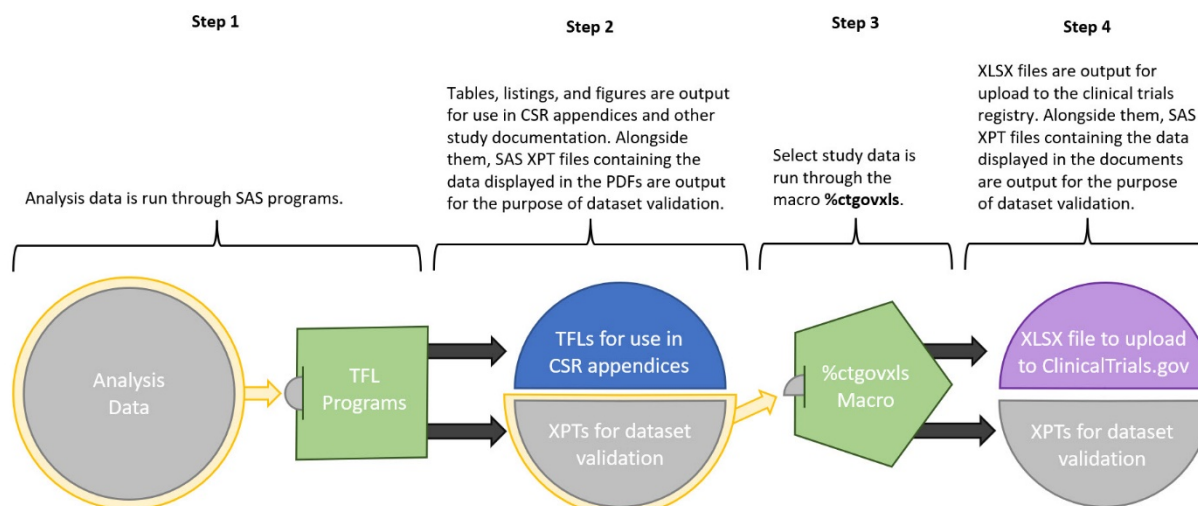 Step 1
Step 2
Step 3
Step 4
Analysis data is run through SAS programs.
Tables, listings, and figures are output
for use in CSR appendices and other
study documentation. Alongside
them, SAS XPT files containing the
data displayed in the PDFs are output
for the purpose of dataset validation.
Select study data is
run through the
macro %ctgovxls.
XLSX files are output for
upload to the clinical trials
registry. Alongside them, SAS
XPT files containing the data
displayed in the documents
are output for the purpose
of dataset validation.
Analysis
Data
TFL
Programs
TFLs for use in
CSR appendices
XPTs for dataset
validation
%ctgovxls
Macro
XLSX file to upload
to ClinicalTrials.gov
XPTs for dataset
validation